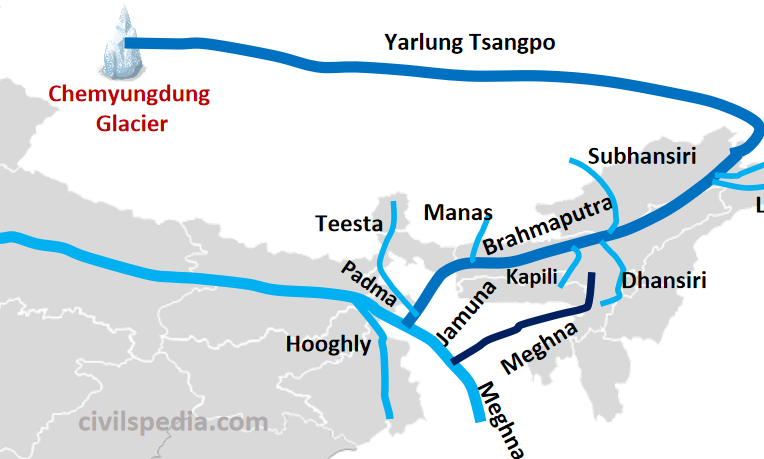 Yarlung Tsangpo
Chemyungdung
Glacier
Subhansiri
L
Teesta
Manas
Brahmaputra
Padma
Kapili
Dhansiri
Jamuna
Hooghly
Meghna
Meghna
civilspedia.com